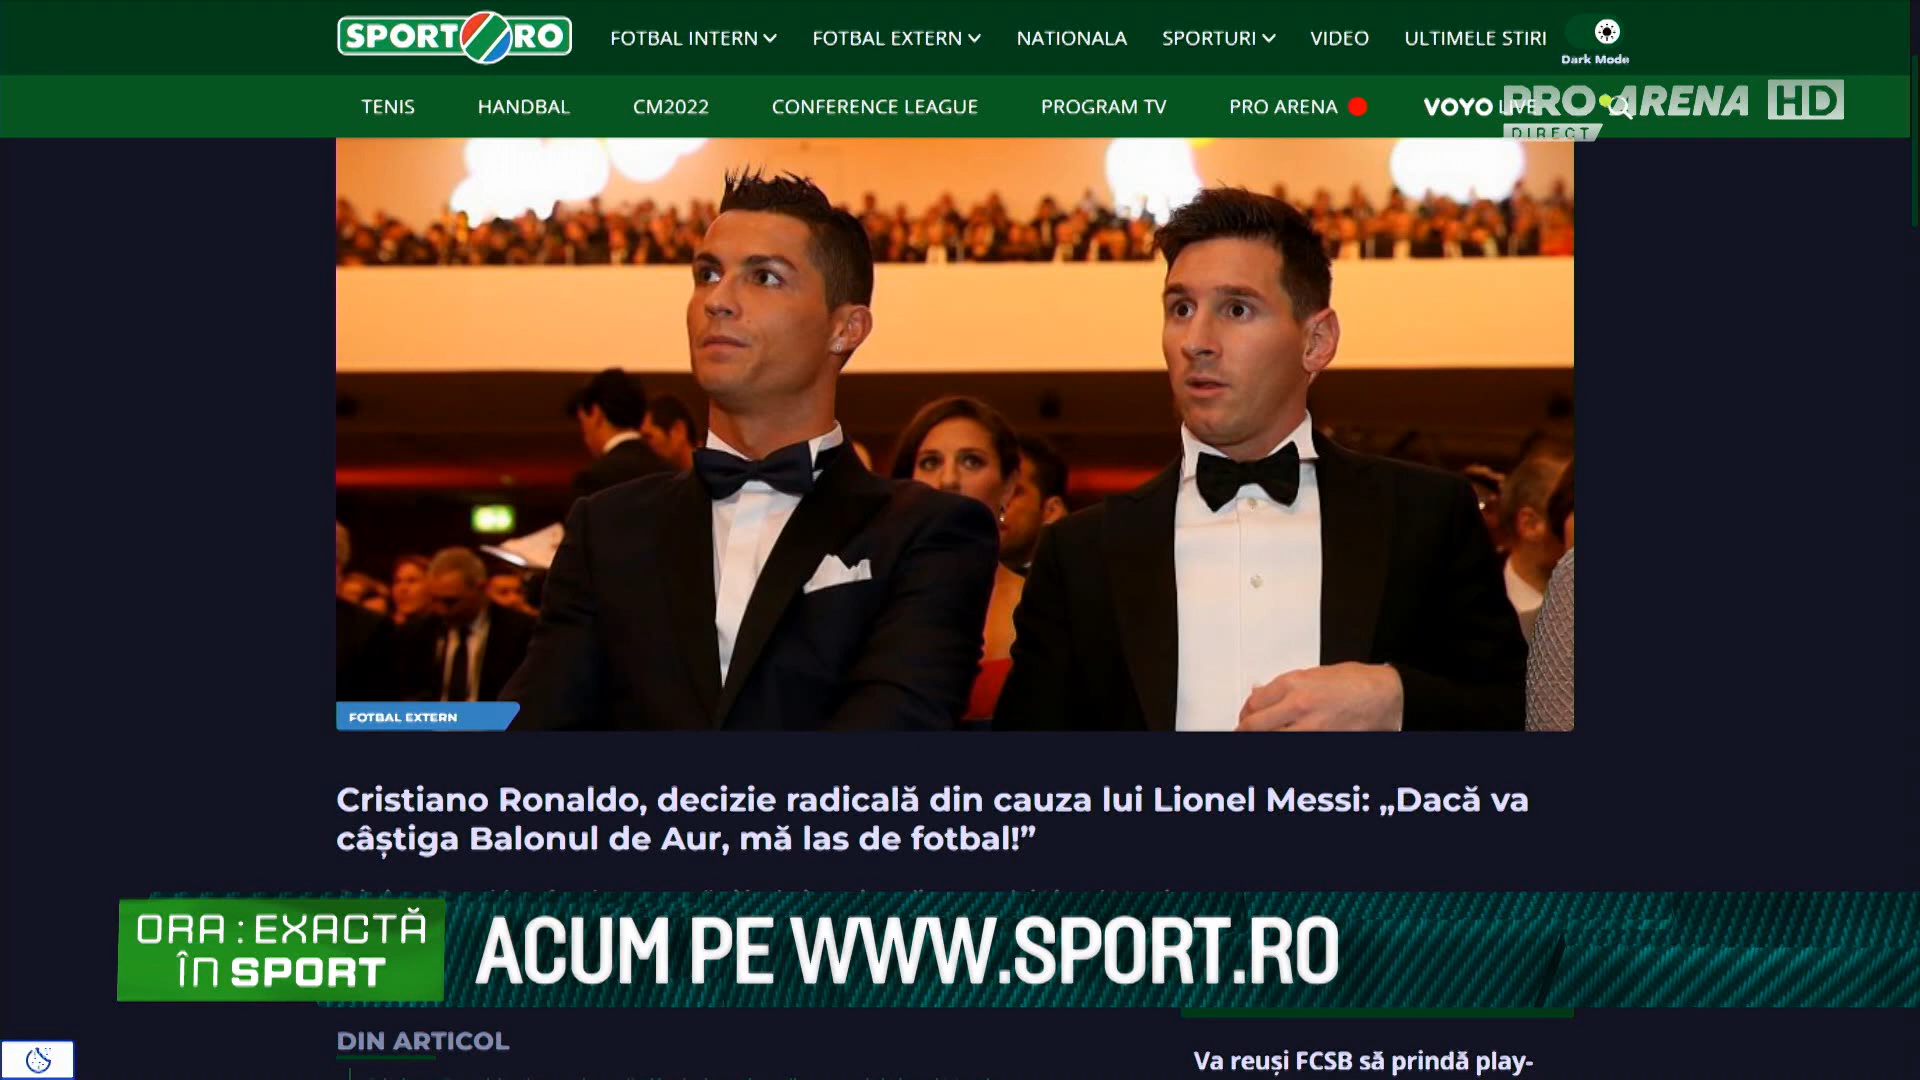 SPORT RO
FOTBAL INTERN
FOTBAL EXTERN
NATIONALA
SPORTURI
VIDEO
ULTIMELE STIRI
Dark Mode
TENIS
HANDBAL
CM2022
CONFERENCE LEAGUE
PROGRAM TV
PRO ARENA
VOYO LIVE
PRO ARENA HD
DIRECT
FOTBAL EXTERN
Cristiano Ronaldo, decizie radicală din cauza lui Lionel Messi: „Dacă va
câștiga Balonul de Aur, mă las de fotbal!”
ORA : EXACTĂ
ÎN SPORT
ACUM PE WWW.SPORT.RO
DIN ARTICOL
Va reuși FCSB să prindă play-